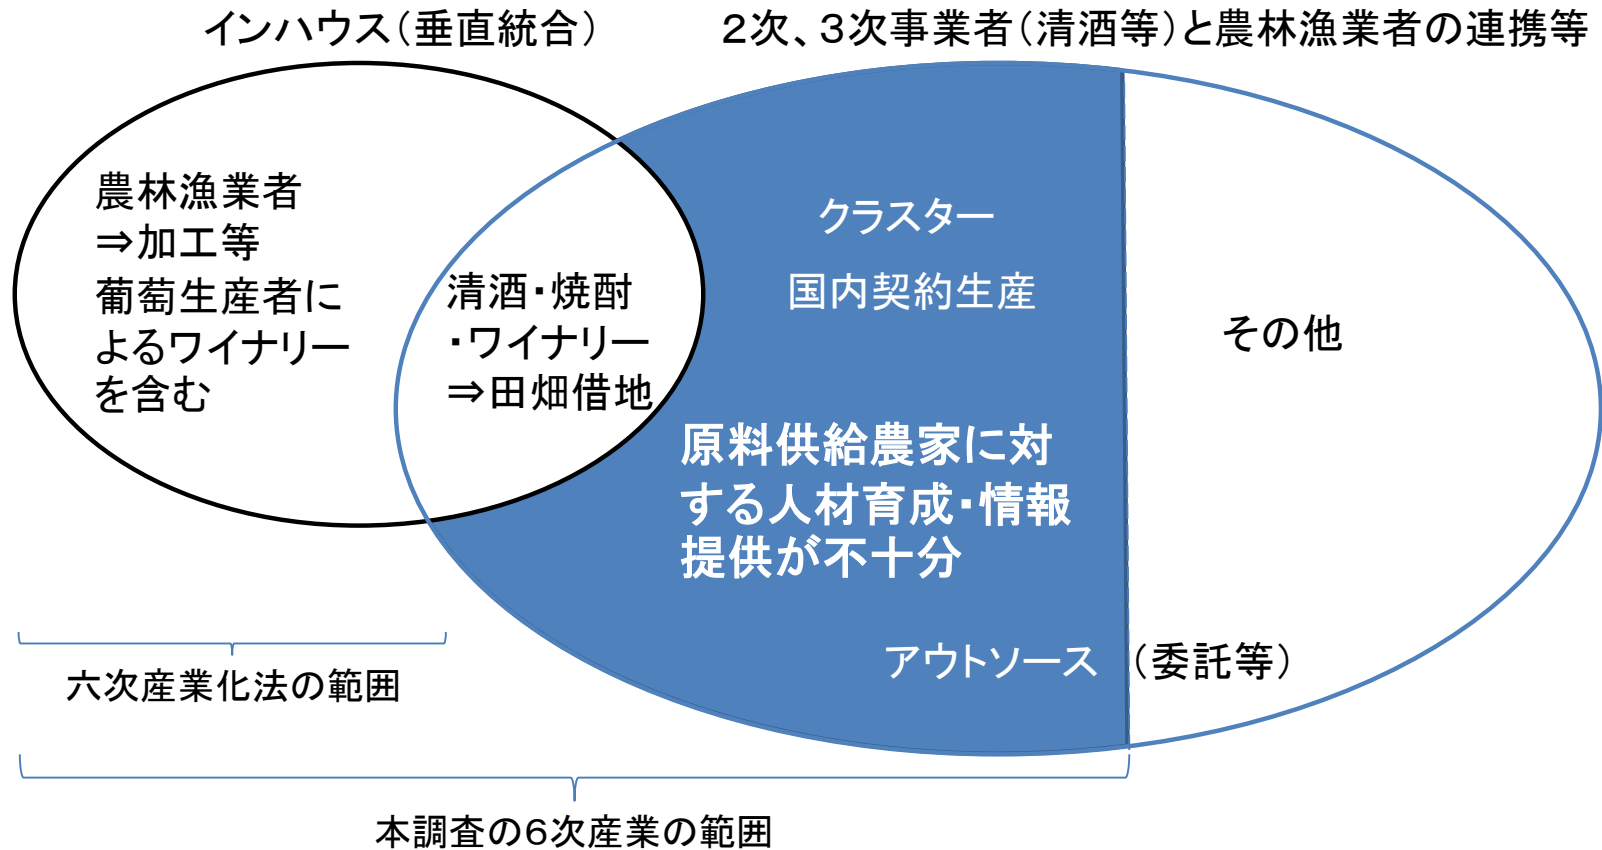 インハウス（垂直統合）
２次、３次事業者（清酒等）と農林漁業者の連携等
農林漁業者
⇒加工等
葡萄生産者に
よるワイナリー
を含む
清酒・焼酎
・ワイナリー
⇒田畑借地
クラスター
国内契約生産
原料供給農家に対
する人材育成・情報
提供が不十分
その他
アウトソース （委託等）
六次産業化法の範囲
本調査の６次産業の範囲